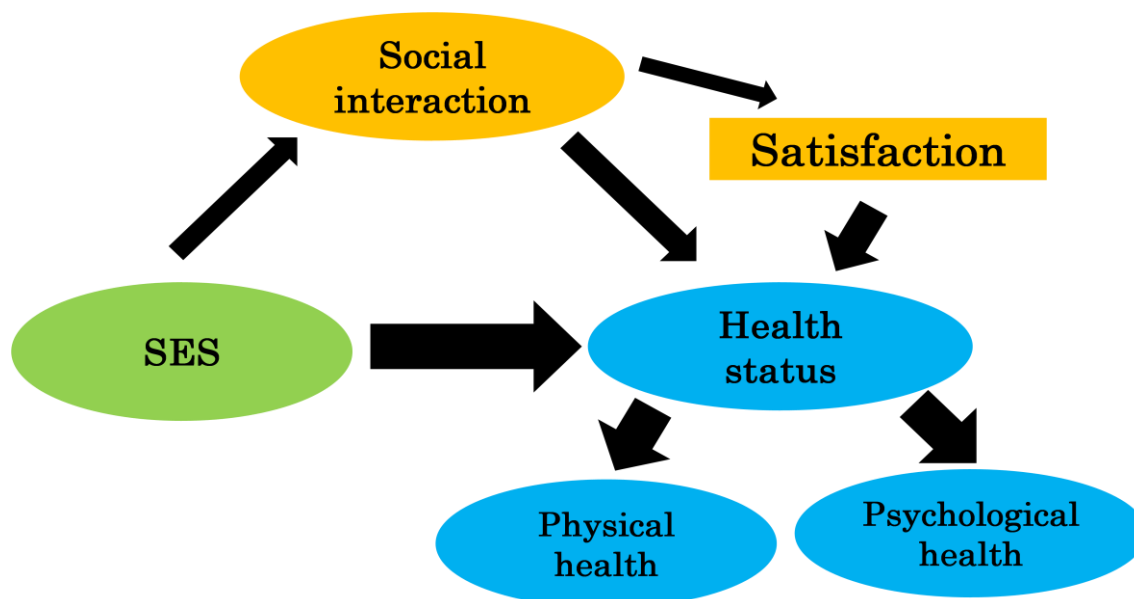 Social
interaction
Satisfaction
SES
Health
status
Physical
health
Psychological
health